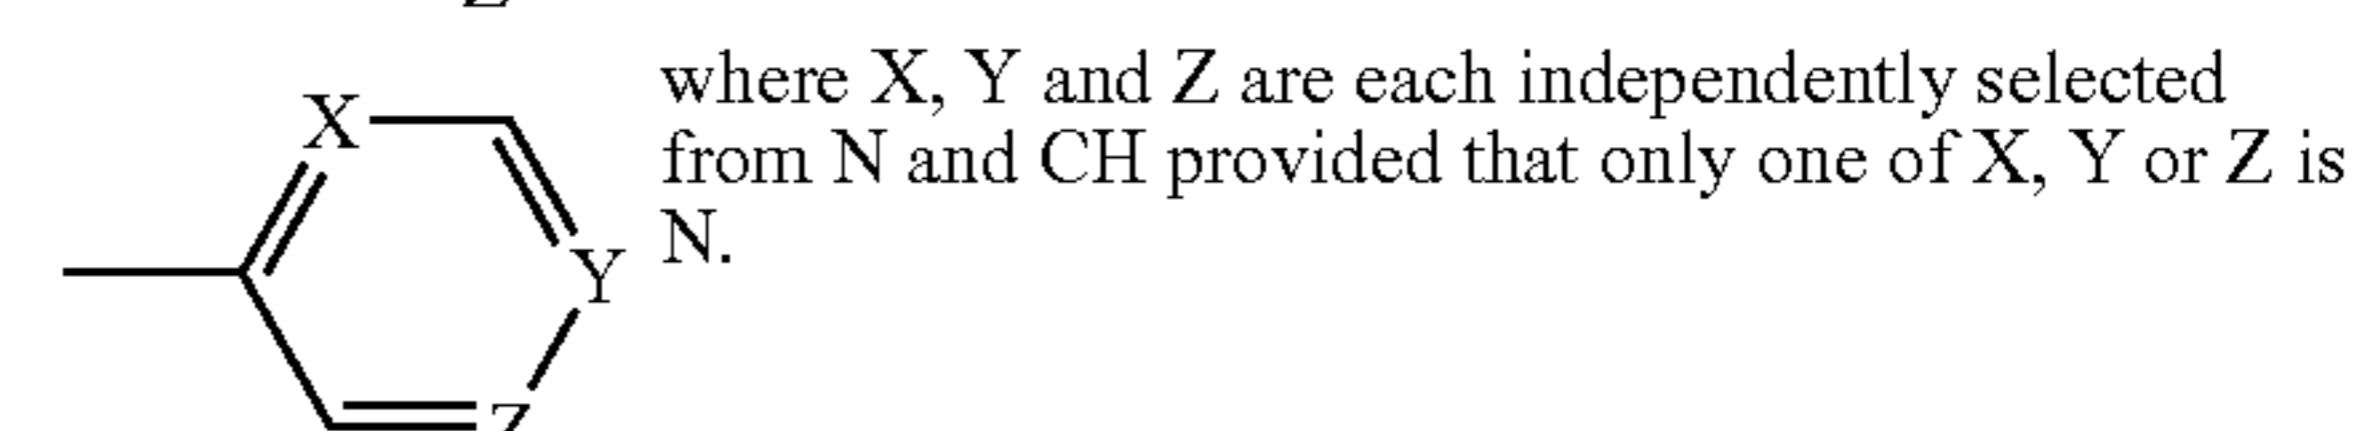 where X, Y and Z are each independently selected
X
from N and CH provided that only one of X, Y or Z is
N.
Y
Z